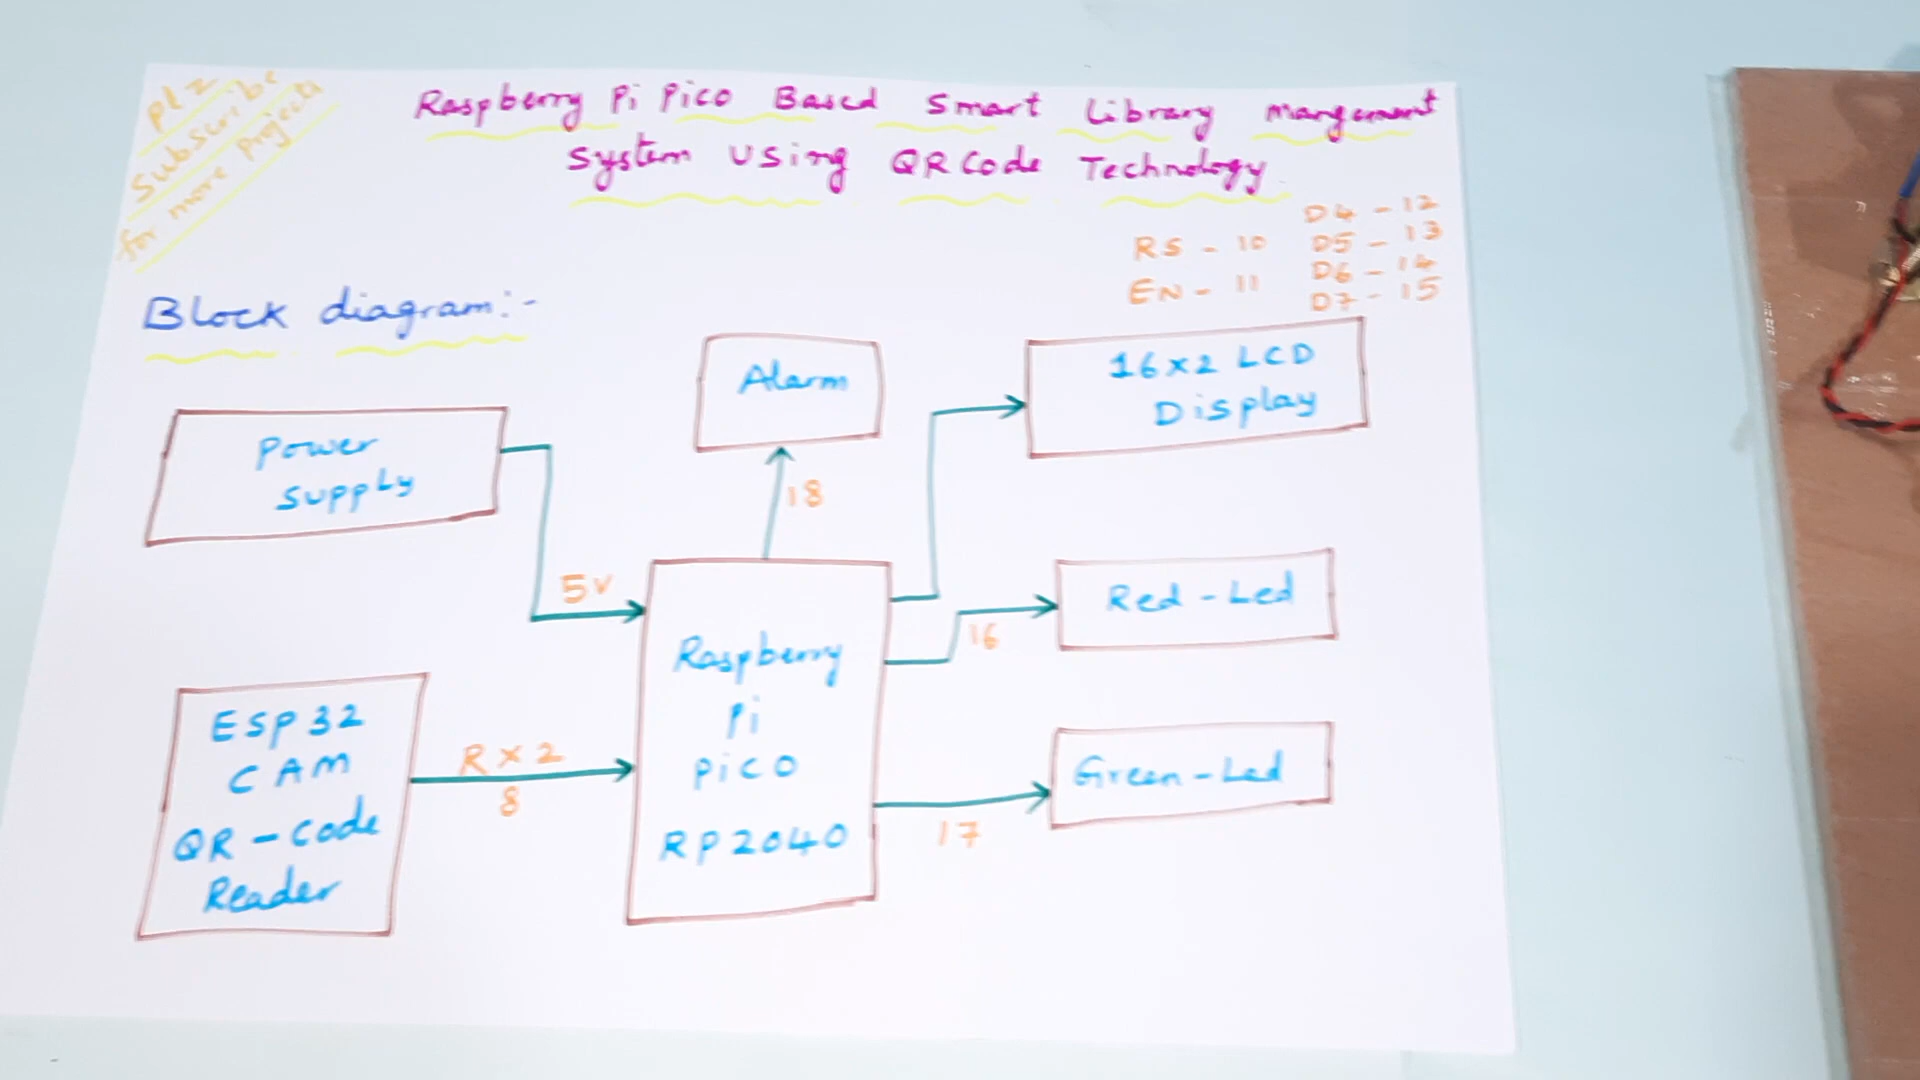 Plz
Subscribe
for more projects
Raspberry Pi Pico Based Smart Library Mangement
System Using QR Code Technology
RS - 10
EN - 11
D4 - 12
D5 - 13
D6 - 14
D7 - 15
Block diagram:-
Alarm
16x2 LCD
Display
Power
Supply
18
5V
Red-Led
16
Raspberry
Pi
Pico
RP2040
ESP32
CAM
QR-Code
Reader
RX2
8
Green-Led
17